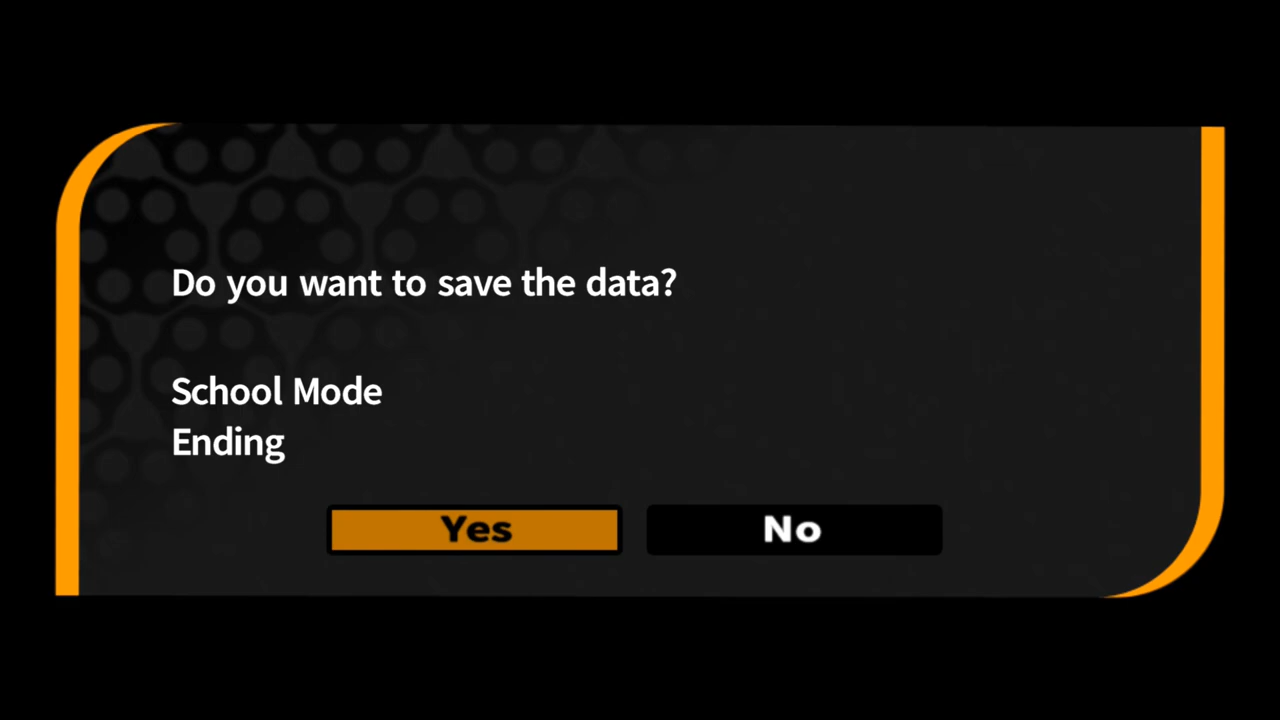 Do you want to save the data?
School Mode
Ending
Yes
No